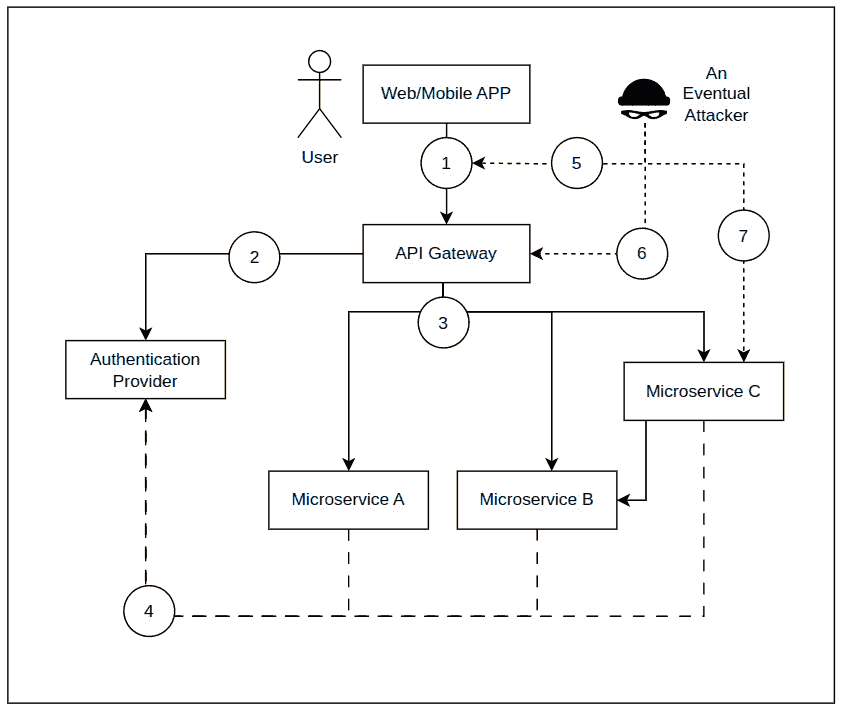 An
Eventual
Attacker
Web/Mobile APP
User
1
5
7
6
API Gateway
2
3
Authentication
Provider
Microservice C
Microservice A
Microservice B
4